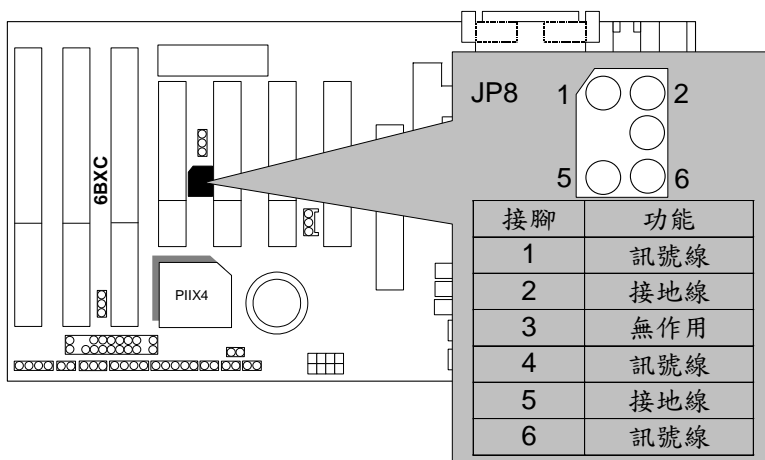 6BXC
PIIX4
JP8
1 2
5 6
接腳 功能
1 訊號線
2 接地線
3 無作用
4 訊號線
5 接地線
6 訊號線